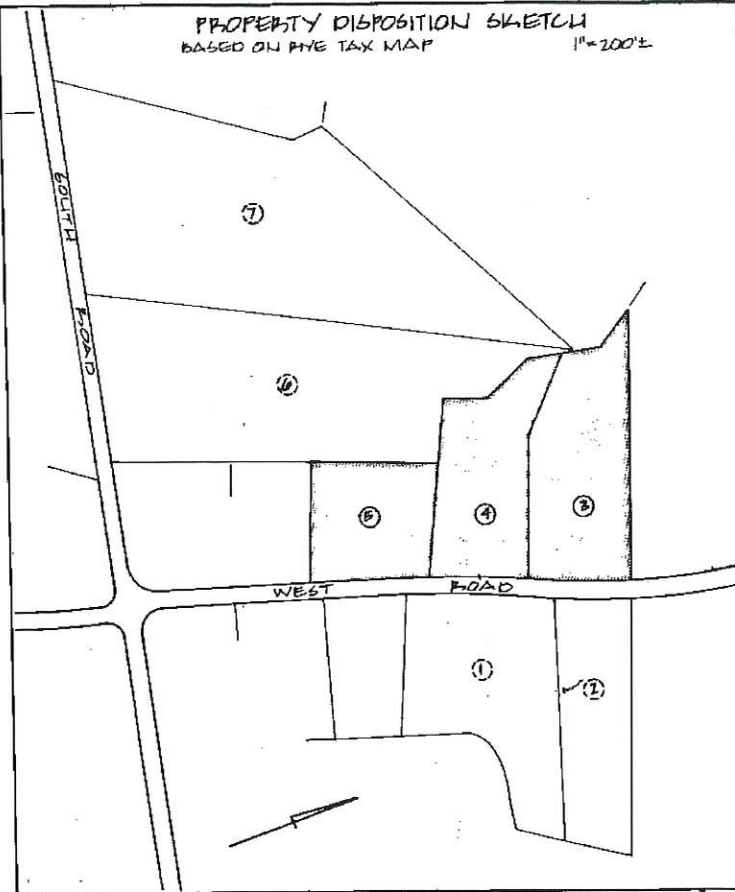 PROPERTY DISPOSITION SKETCH
BASED ON RYE TAX MAP 1"=200'±
SOUTH ROAD
7
6
5
4
3
WEST ROAD
1
2